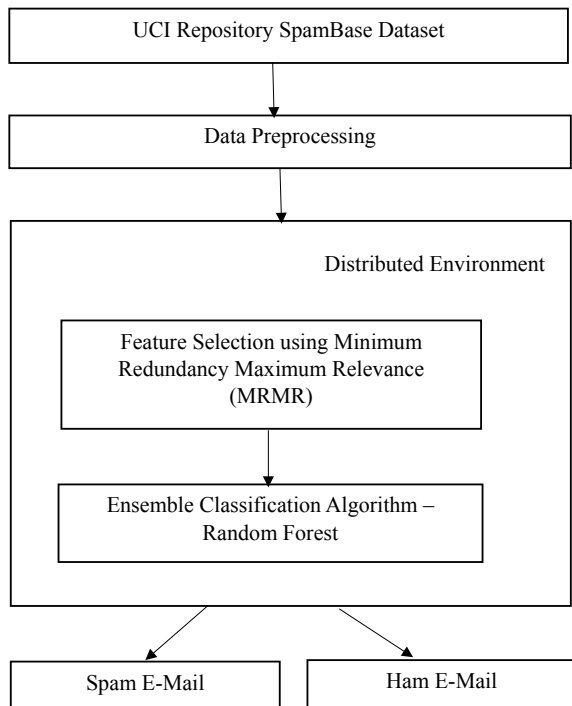 UCI Repository SpamBase Dataset
Data Preprocessing
Distributed Environment
Feature Selection using Minimum
Redundancy Maximum Relevance
(MRMR)
Ensemble Classification Algorithm –
Random Forest
Spam E-Mail
Ham E-Mail